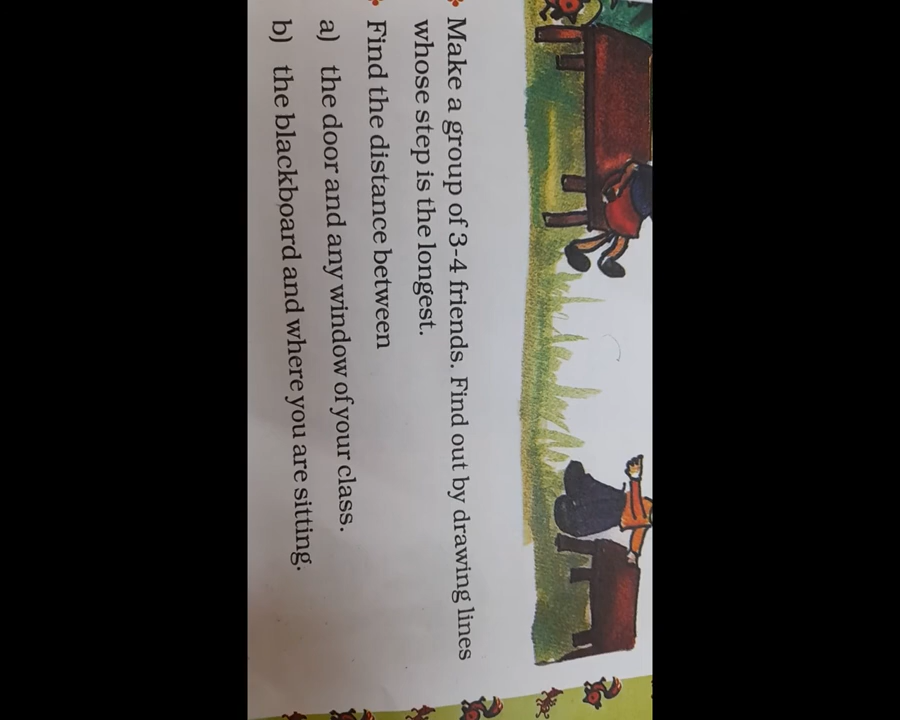 Make a group of 3-4 friends. Find out by drawing lines
whose step is the longest.
Find the distance between
a) the door and any window of your class.
b) the blackboard and where you are sitting.